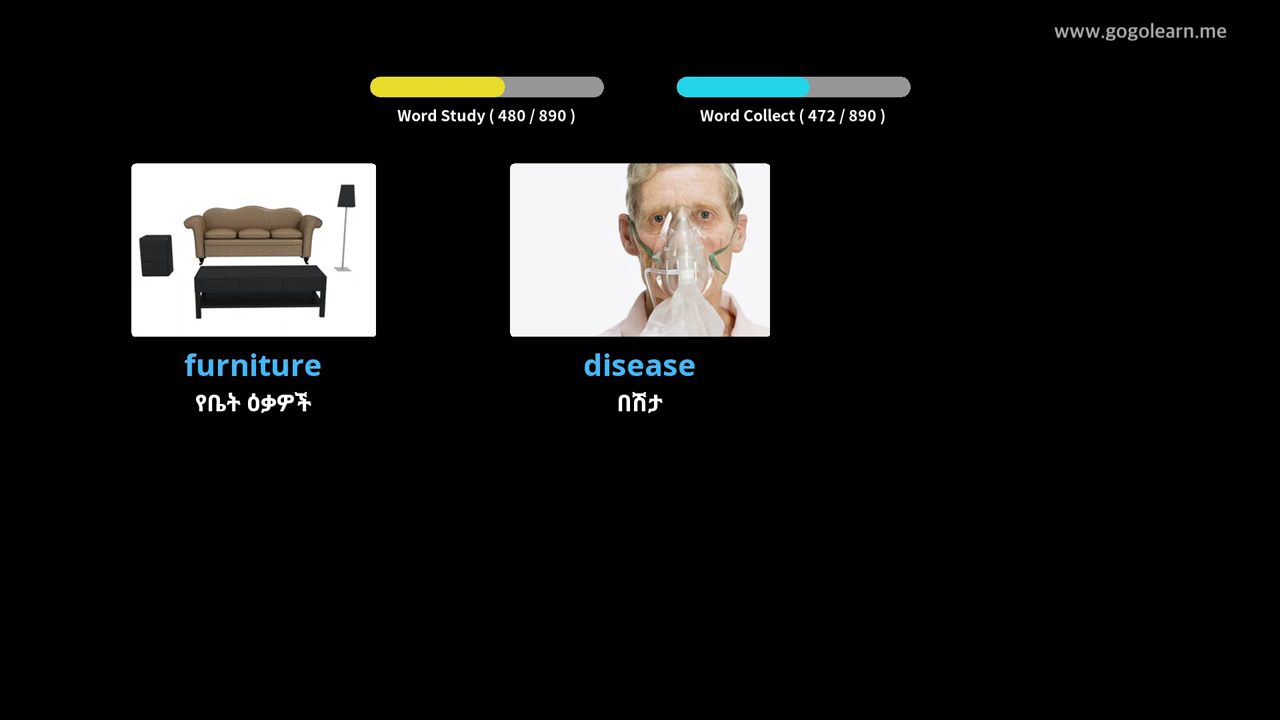 www.gogolearn.me
Word Study ( 480 / 890 )
Word Collect ( 472 / 890 )
furniture
የቤት ዕቃዎች
disease
በሽታ